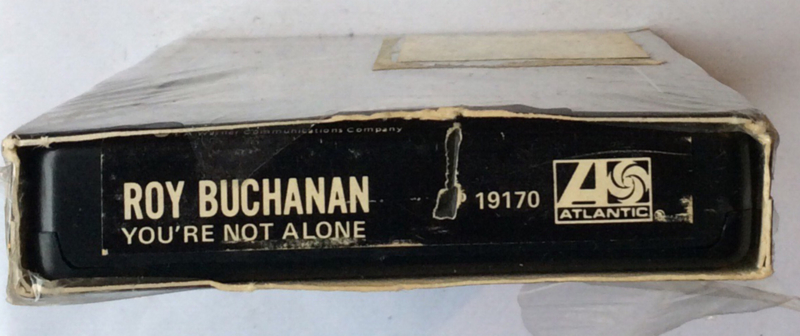 A Warner Communications Company
ROY BUCHANAN
YOU'RE NOT ALONE
19170
ATLANTIC